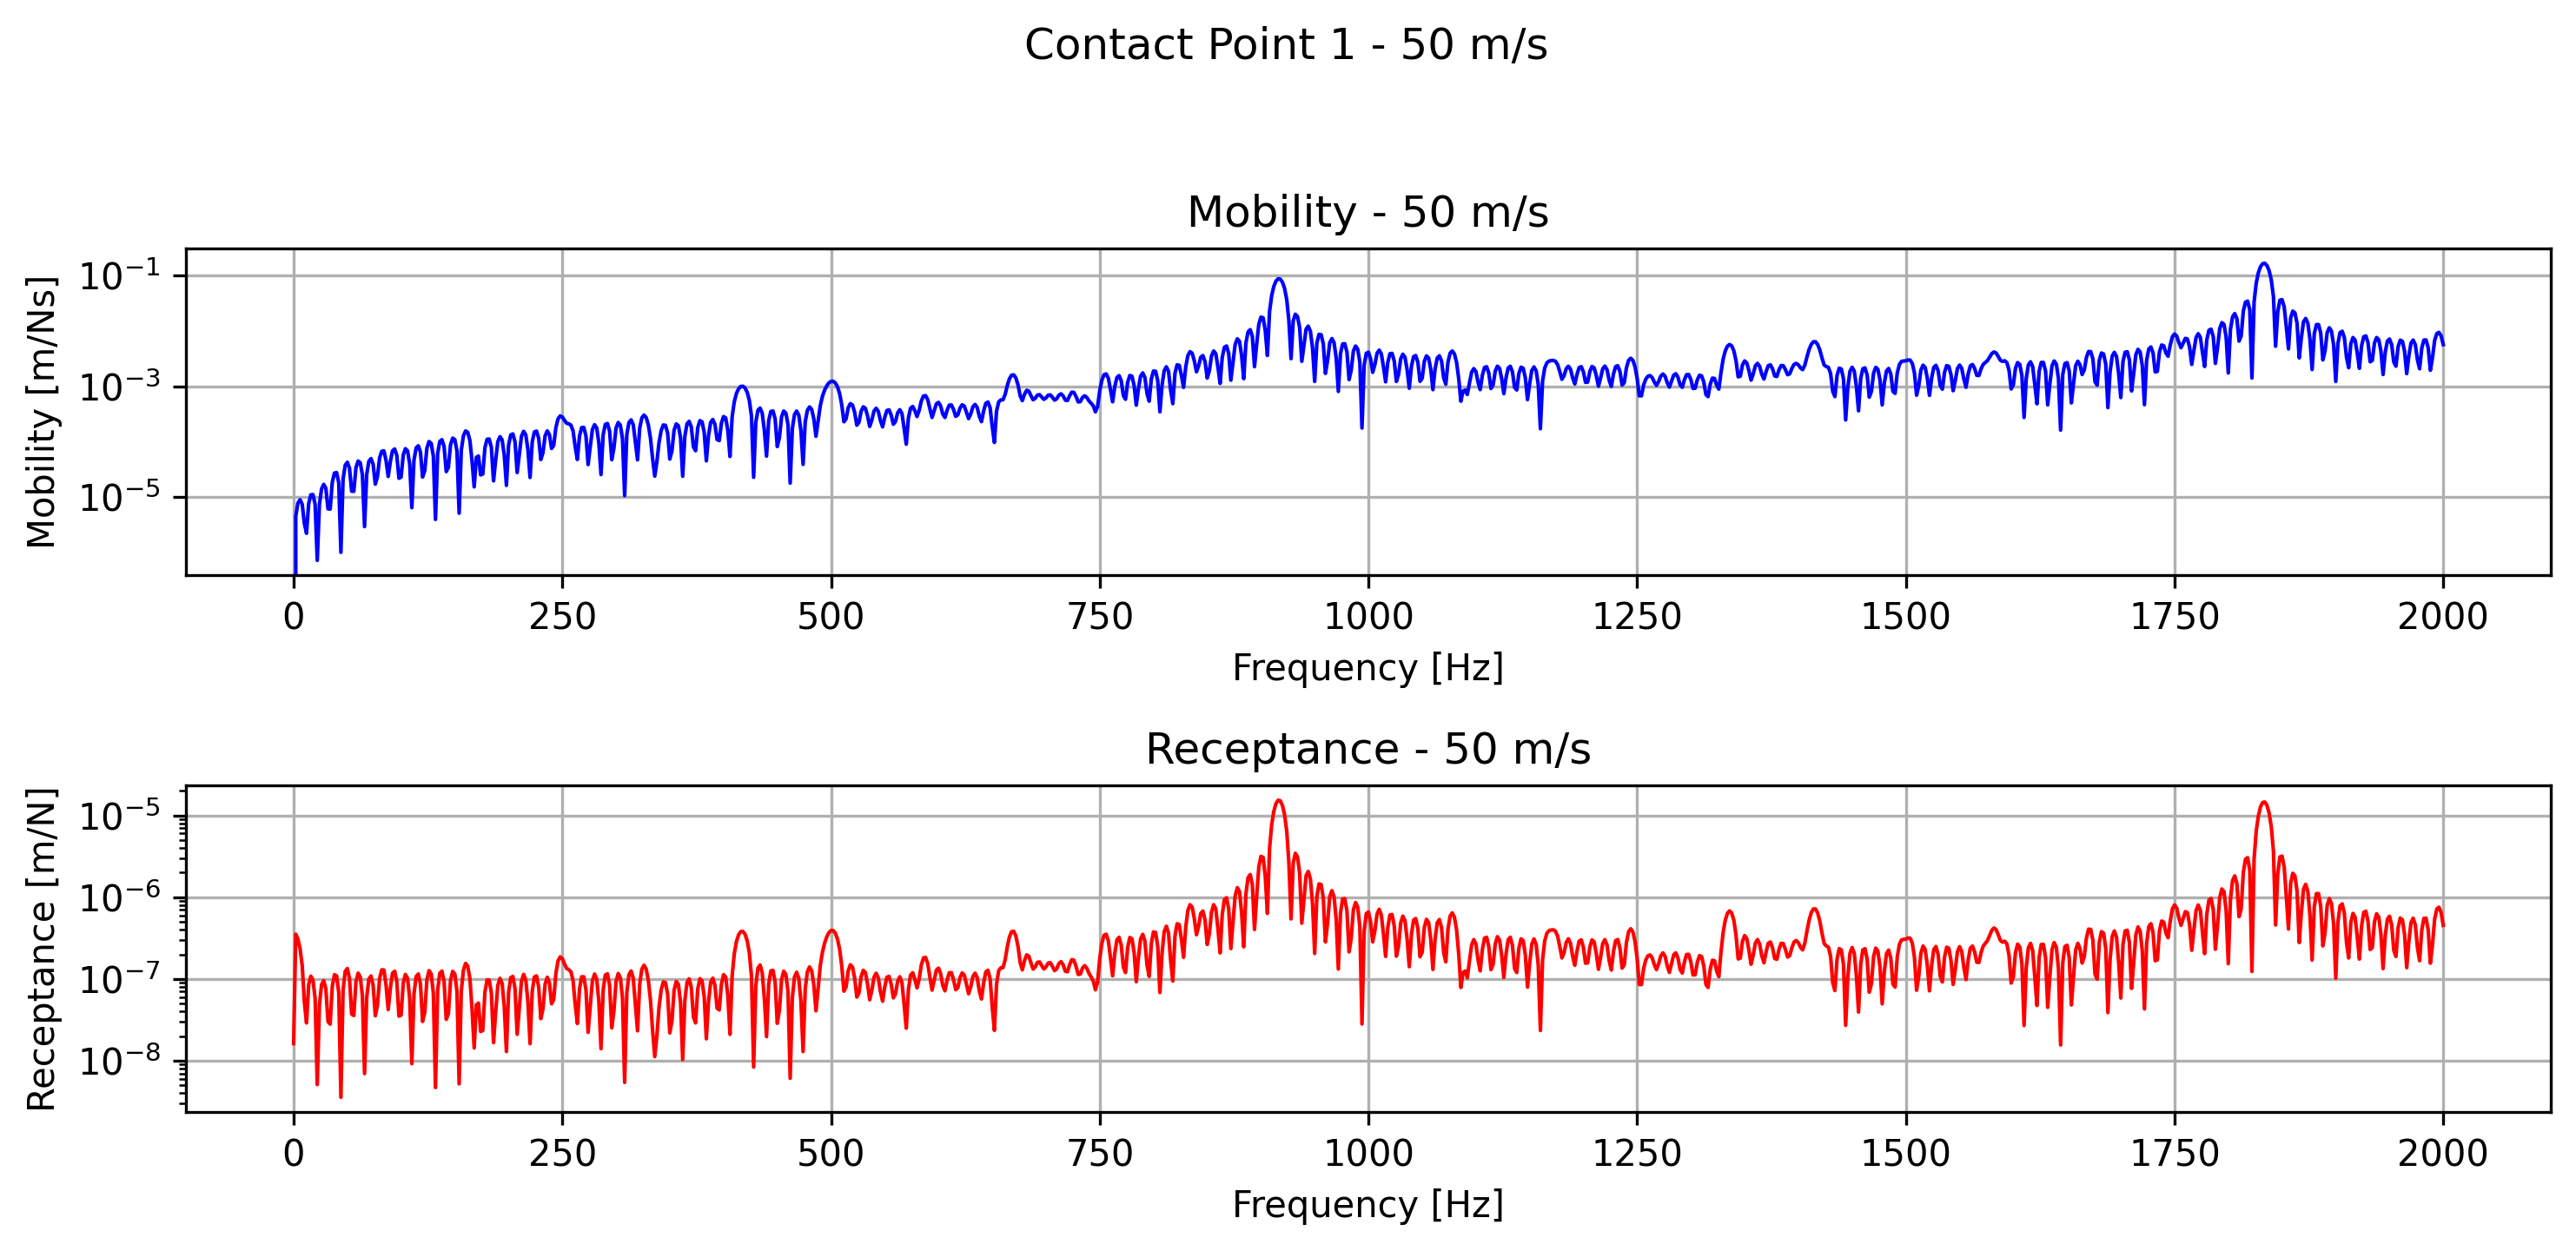 Contact Point 1 - 50 m/s
Mobility - 50 m/s
Mobility [m/Ns]
10⁻¹
10⁻³
10⁻⁵
0 250 500 750 1000 1250 1500 1750 2000
Frequency [Hz]
Receptance - 50 m/s
Receptance [m/N]
10⁻⁵
10⁻⁶
10⁻⁷
10⁻⁸
0 250 500 750 1000 1250 1500 1750 2000
Frequency [Hz]